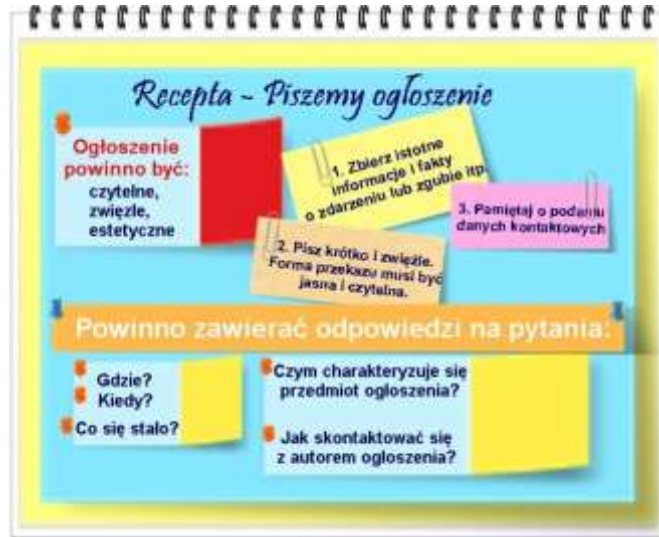 Recepta - Piszemy ogłoszenie
Ogłoszenie
powinno być:
czytelne,
zwięzłe,
estetyczne
1. Zbierz istotne
informacje i fakty
o zdarzeniu lub zgubie itp.
2. Pisz krótko i zwięźle.
Forma przekazu musi być
jasna i czytelna.
3. Pamiętaj o podaniu
danych kontaktowych
Powinno zawierać odpowiedzi na pytania:
Gdzie?
Kiedy?
Co się stało?
Czym charakteryzuje się
przedmiot ogłoszenia?
Jak skontaktować się
z autorem ogłoszenia?